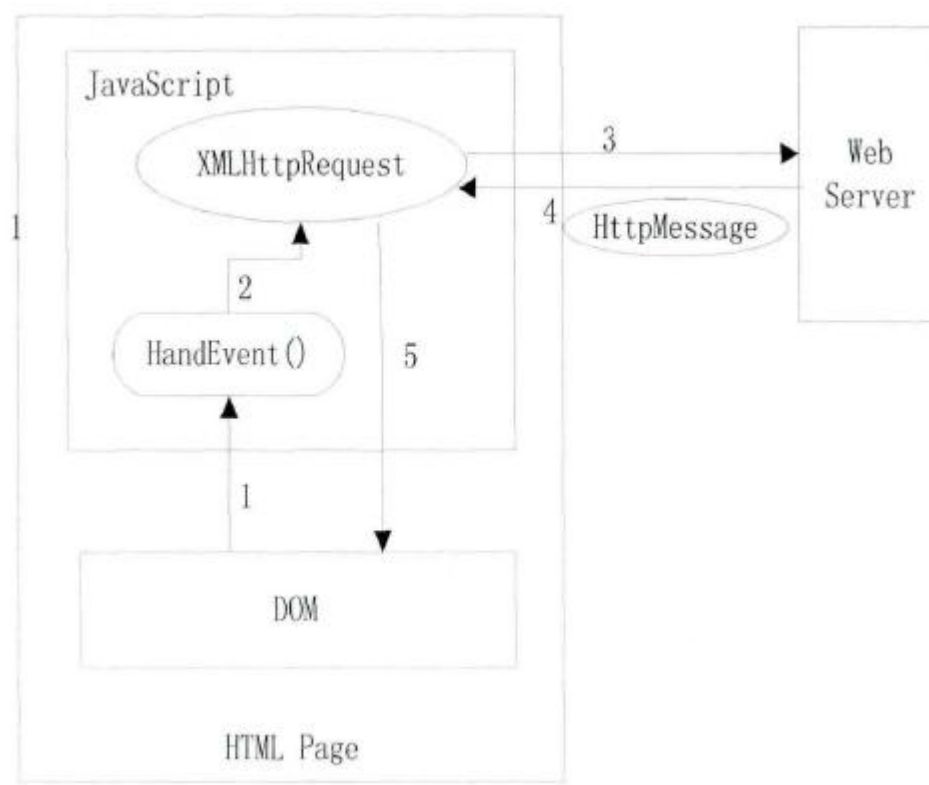 JavaScript
XMLHttpRequest
3
Web
Server
1
4
HttpMessage
2
HandEvent()
5
1
DOM
HTML Page